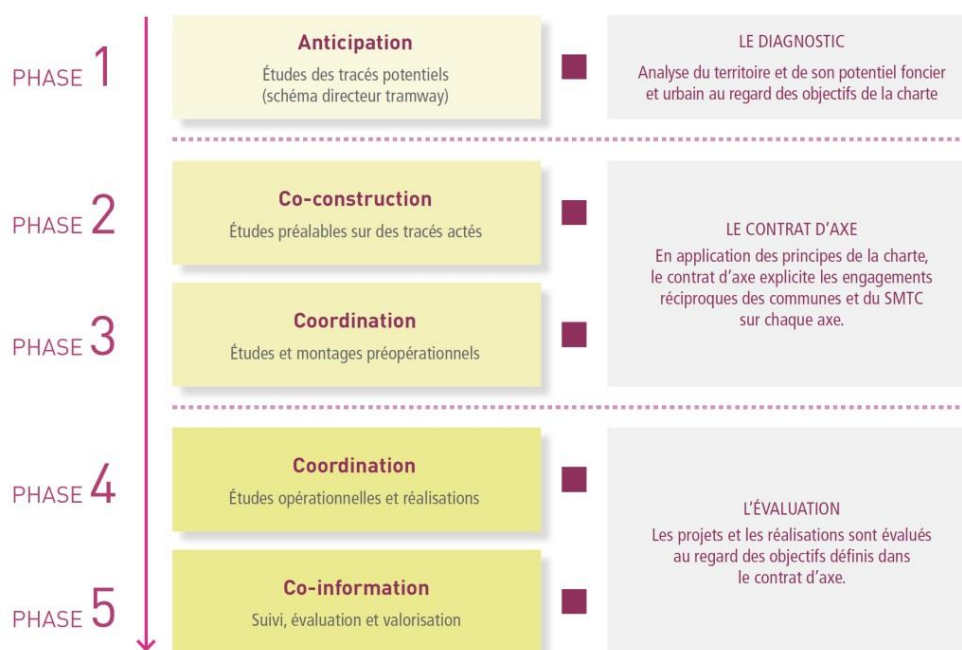 PHASE 1
Anticipation
Études des tracés potentiels
(schéma directeur tramway)
LE DIAGNOSTIC
Analyse du territoire et de son potentiel foncier
et urbain au regard des objectifs de la charte
PHASE 2
Co-construction
Études préalables sur des tracés actés
PHASE 3
Coordination
Études et montages préopérationnels
LE CONTRAT D'AXE
En application des principes de la charte,
le contrat d'axe explicite les engagements
réciproques des communes et du SMTC
sur chaque axe.
PHASE 4
Coordination
Études opérationnelles et réalisations
PHASE 5
Co-information
Suivi, évaluation et valorisation
L'ÉVALUATION
Les projets et les réalisations sont évalués
au regard des objectifs définis dans
le contrat d'axe.